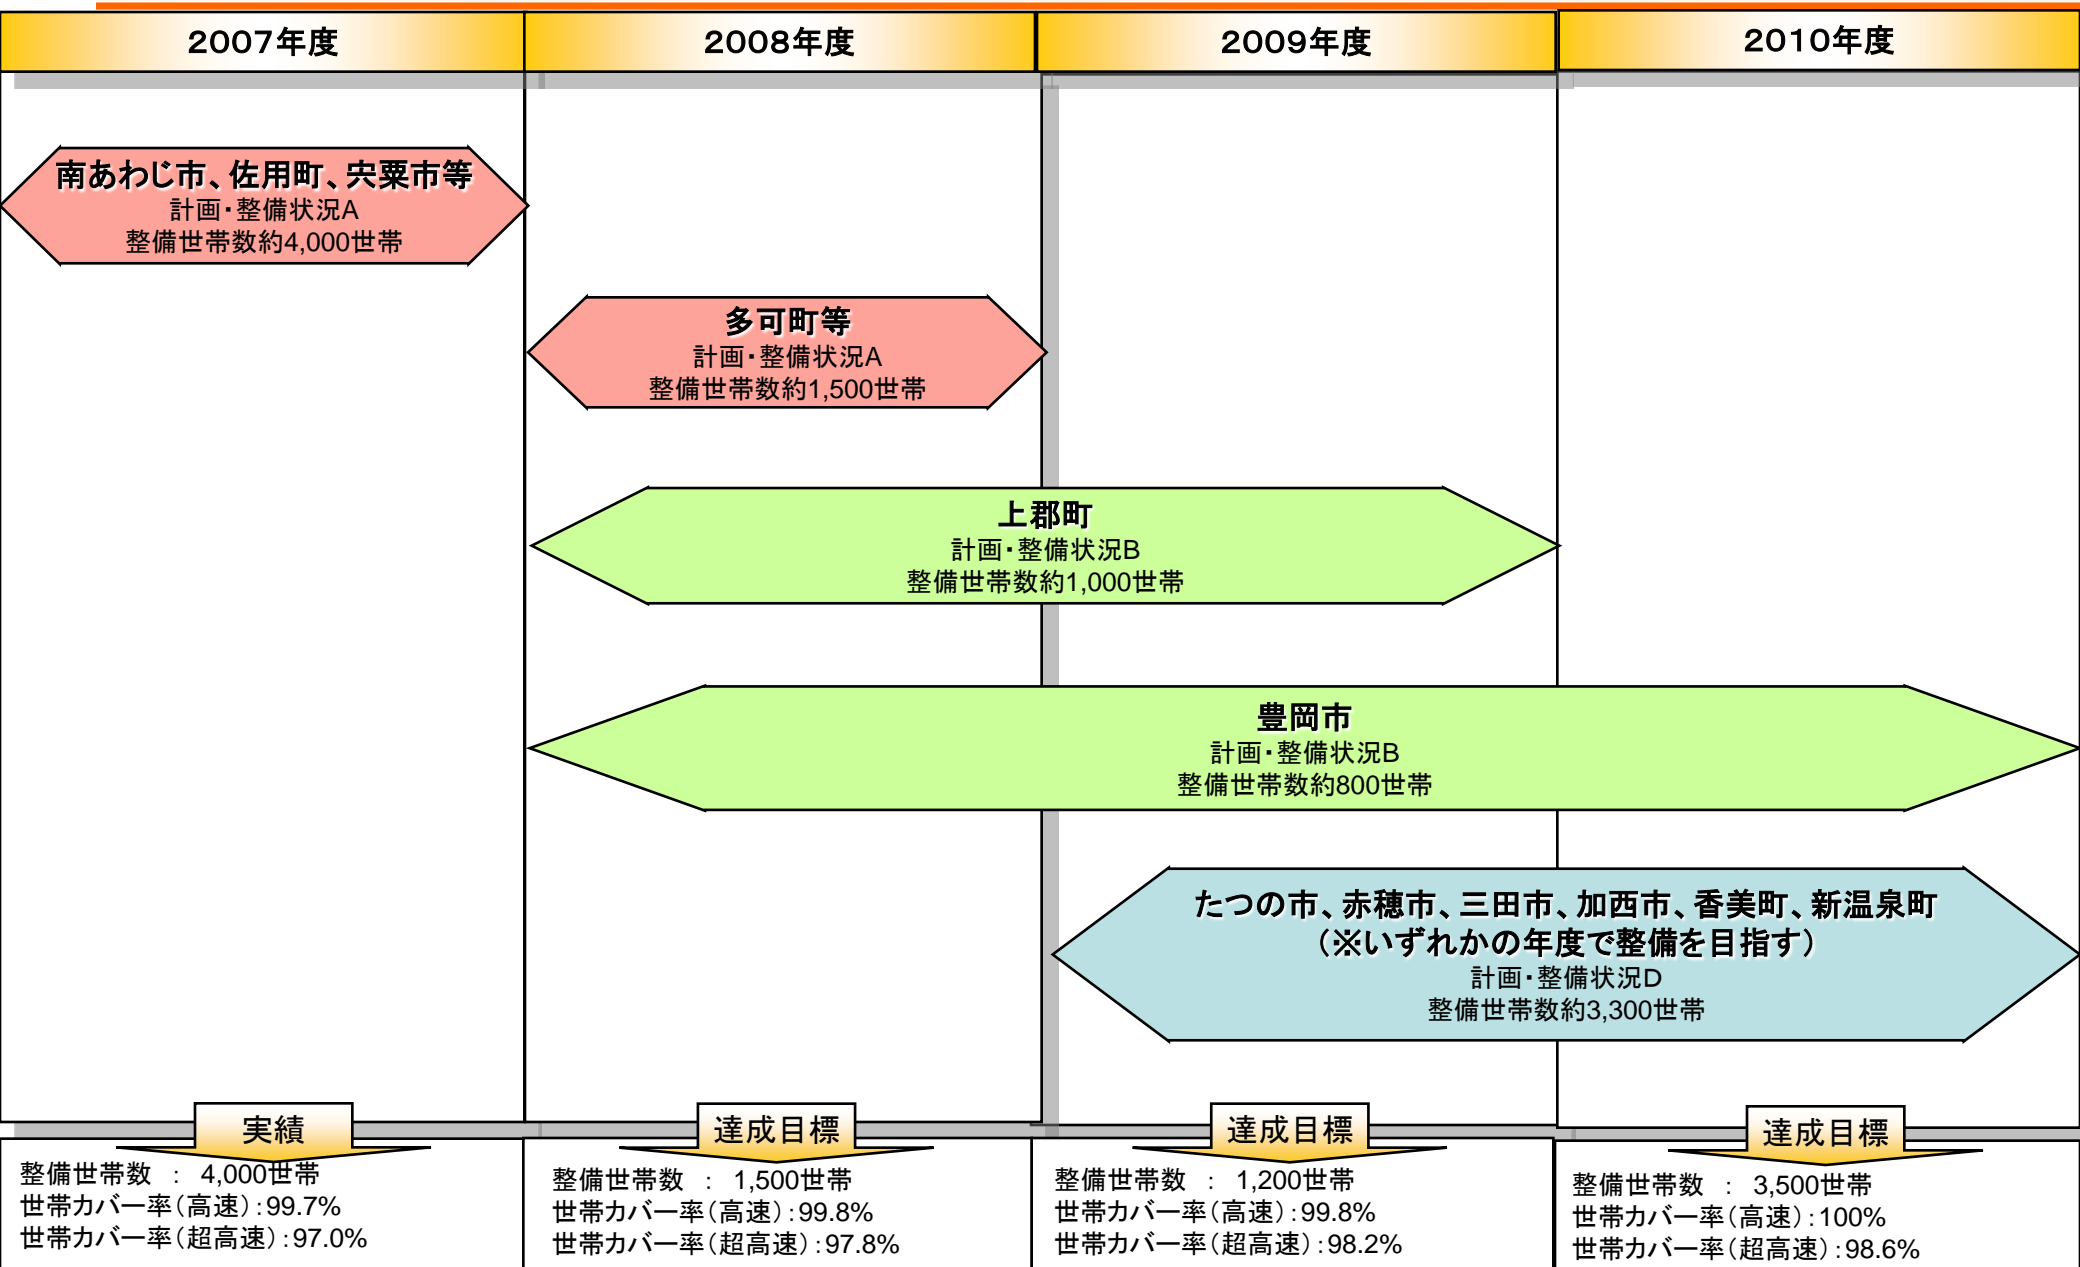 2007年度
2008年度
2009年度
2010年度
南あわじ市、佐用町、宍粟市等
計画・整備状況A
整備世帯数約4,000世帯
多可町等
計画・整備状況A
整備世帯数約1,500世帯
上郡町
計画・整備状況B
整備世帯数約1,000世帯
豊岡市
計画・整備状況B
整備世帯数約800世帯
たつの市、赤穂市、三田市、加西市、香美町、新温泉町
(※いずれかの年度で整備を目指す)
計画・整備状況D
整備世帯数約3,300世帯
実績
整備世帯数 : 4,000世帯
世帯カバー率(高速):99.7%
世帯カバー率(超高速):97.0%
達成目標
整備世帯数 : 1,500世帯
世帯カバー率(高速):99.8%
世帯カバー率(超高速):97.8%
達成目標
整備世帯数 : 1,200世帯
世帯カバー率(高速):99.8%
世帯カバー率(超高速):98.2%
達成目標
整備世帯数 : 3,500世帯
世帯カバー率(高速):100%
世帯カバー率(超高速):98.6%